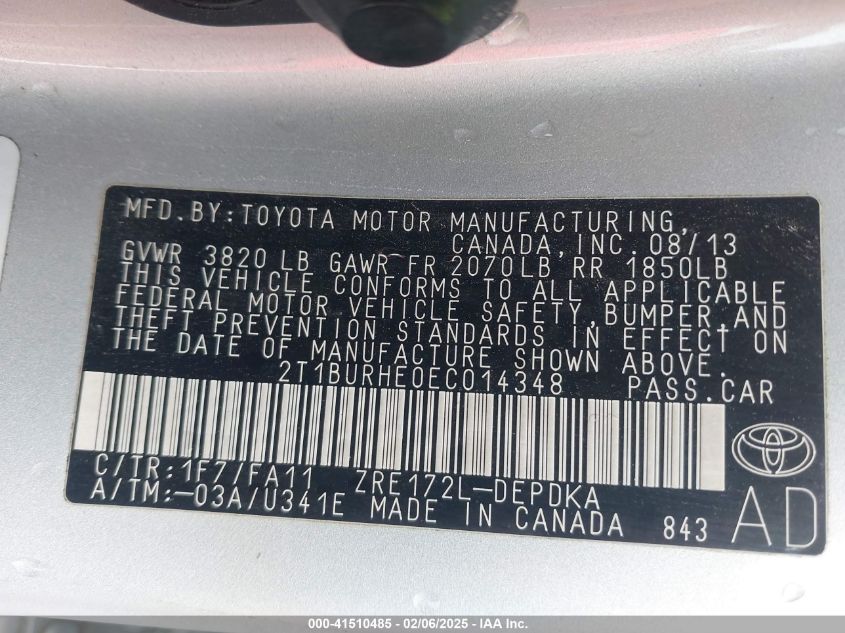 MFD.BY:TOYOTA MOTOR MANUFACTURING,
CANADA,INC.08/13
GVWR 3820 LB GAWR FR 2070LB RR 1850LB
THIS VEHICLE CONFORMS TO ALL APPLICABLE
FEDERAL MOTOR VEHICLE SAFETY,BUMPER,AND
THEFT PREVENTION STANDARDS IN EFFECT ON
THE DATE OF MANUFACTURE SHOWN ABOVE.
2T1BURHE0EC014348 PASS.CAR
C/TR:1F7/FA11 ZRE172L-DEPDKA
A/TM:-03A/U341E MADE IN CANADA 843
AD
000-41510485 - 02/06/2025 - IAA Inc.